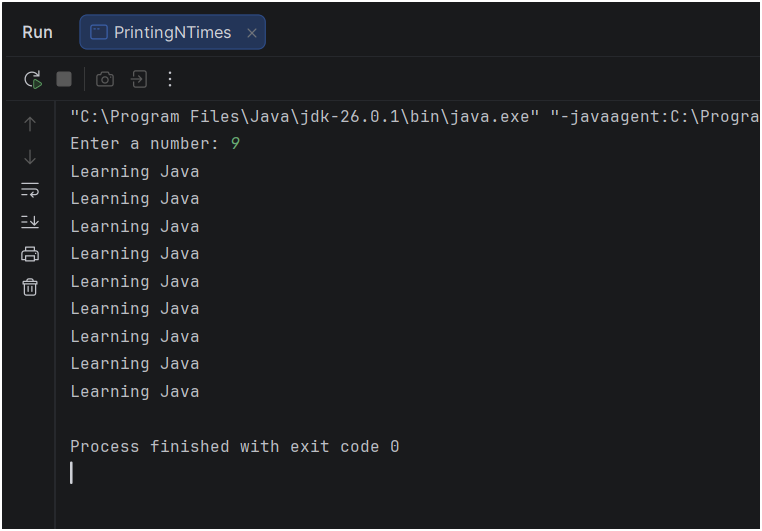 Run PrintingNTimes
"C:\Program Files\Java\jdk-26.0.1\bin\java.exe" "-javaagent:C:\Progra
Enter a number: 9
Learning Java
Learning Java
Learning Java
Learning Java
Learning Java
Learning Java
Learning Java
Learning Java
Learning Java
Process finished with exit code 0